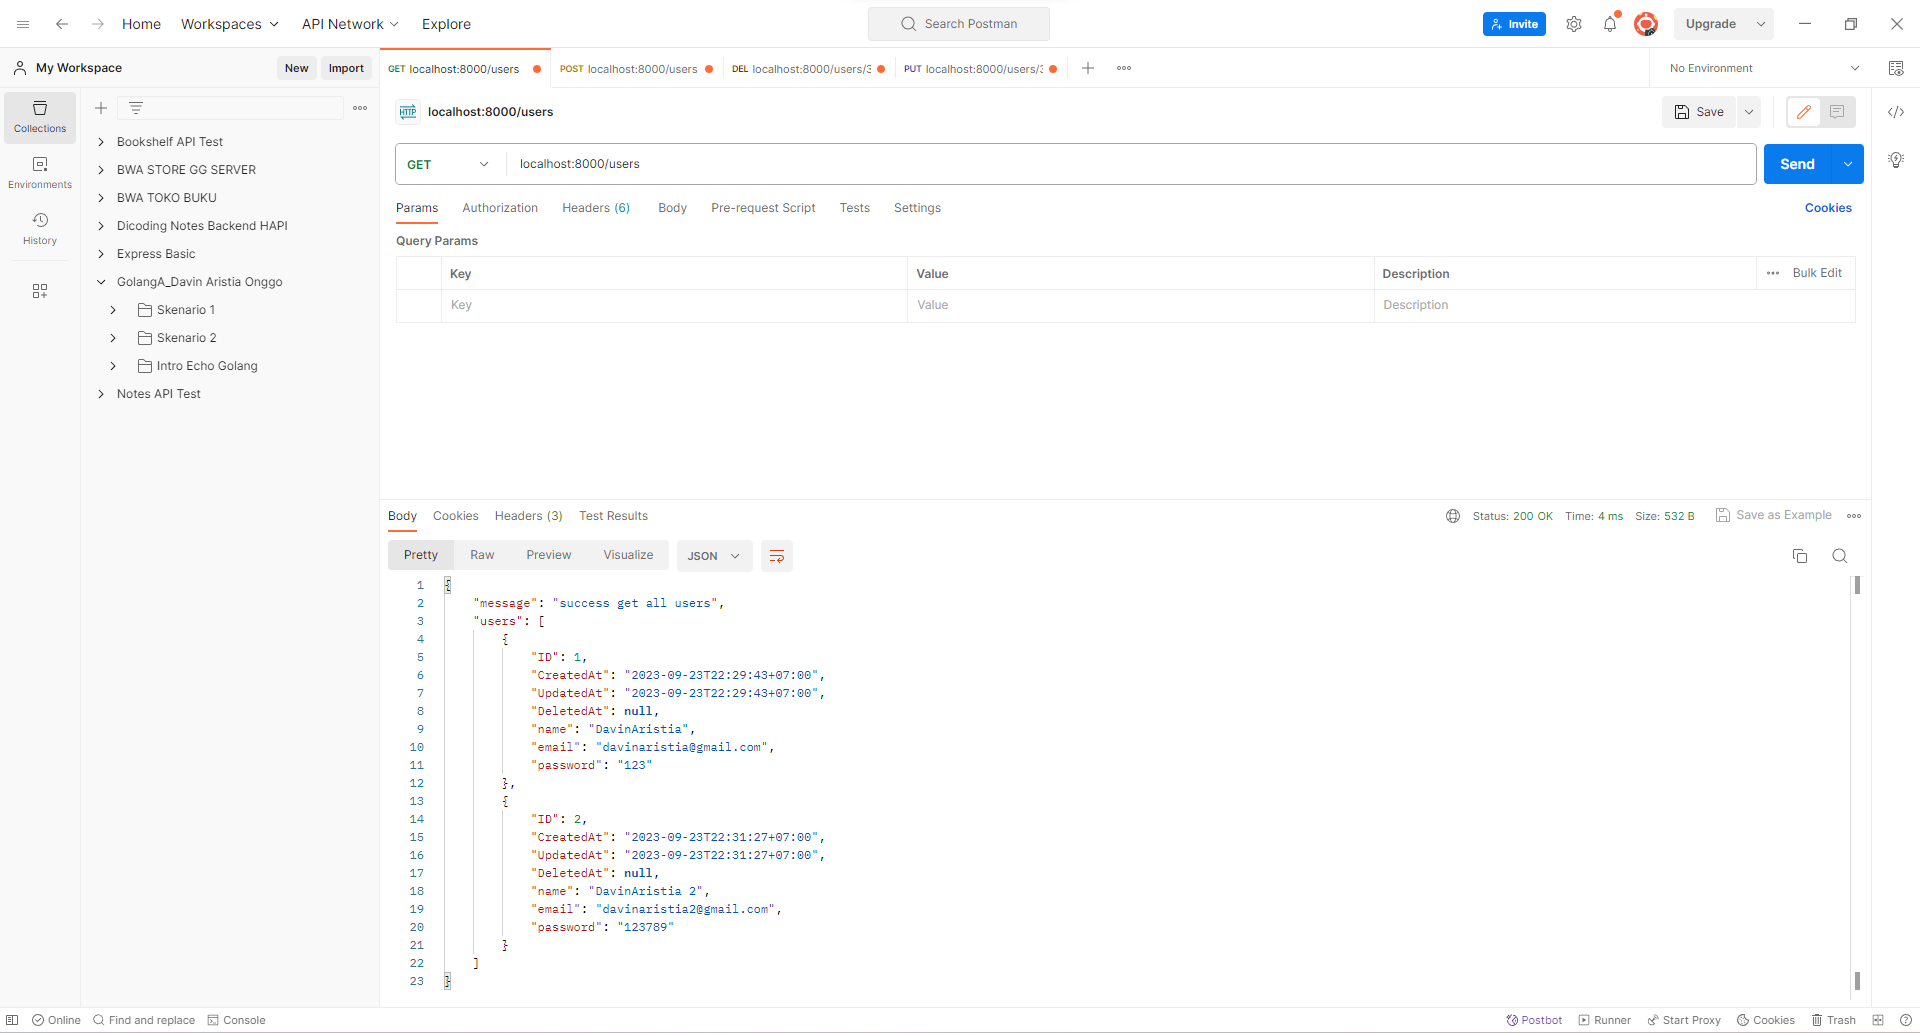 Home Workspaces API Network Explore Search Postman Invite Upgrade
My Workspace New Import GET localhost:8000/users POST localhost:8000/users DEL localhost:8000/users/3 PUT localhost:8000/users/3 No Environment
HTTP localhost:8000/users Save
Collections
Environments
History
Bookshelf API Test
BWA STORE GG SERVER
BWA TOKO BUKU
Dicoding Notes Backend HAPI
Express Basic
GolangA_Davin Aristia Onggo
Skenario 1
Skenario 2
Intro Echo Golang
Notes API Test
GET localhost:8000/users Send
Params Authorization Headers (6) Body Pre-request Script Tests Settings Cookies
Query Params
Key Value Description Bulk Edit
Key Value Description
Body Cookies Headers (3) Test Results Status: 200 OK Time: 4 ms Size: 532 B Save as Example
Pretty Raw Preview Visualize JSON
1 {
2 "message": "success get all users",
3 "users": [
4 {
5 "ID": 1,
6 "CreatedAt": "2023-09-23T22:29:43+07:00",
7 "UpdatedAt": "2023-09-23T22:29:43+07:00",
8 "DeletedAt": null,
9 "name": "DavinAristia",
10 "email": "davinaristia@gmail.com",
11 "password": "123"
12 },
13 {
14 "ID": 2,
15 "CreatedAt": "2023-09-23T22:31:27+07:00",
16 "UpdatedAt": "2023-09-23T22:31:27+07:00",
17 "DeletedAt": null,
18 "name": "DavinAristia 2",
19 "email": "davinaristia2@gmail.com",
20 "password": "123789"
21 }
22 ]
23 }
Online Find and replace Console Postbot Runner Start Proxy Cookies Trash